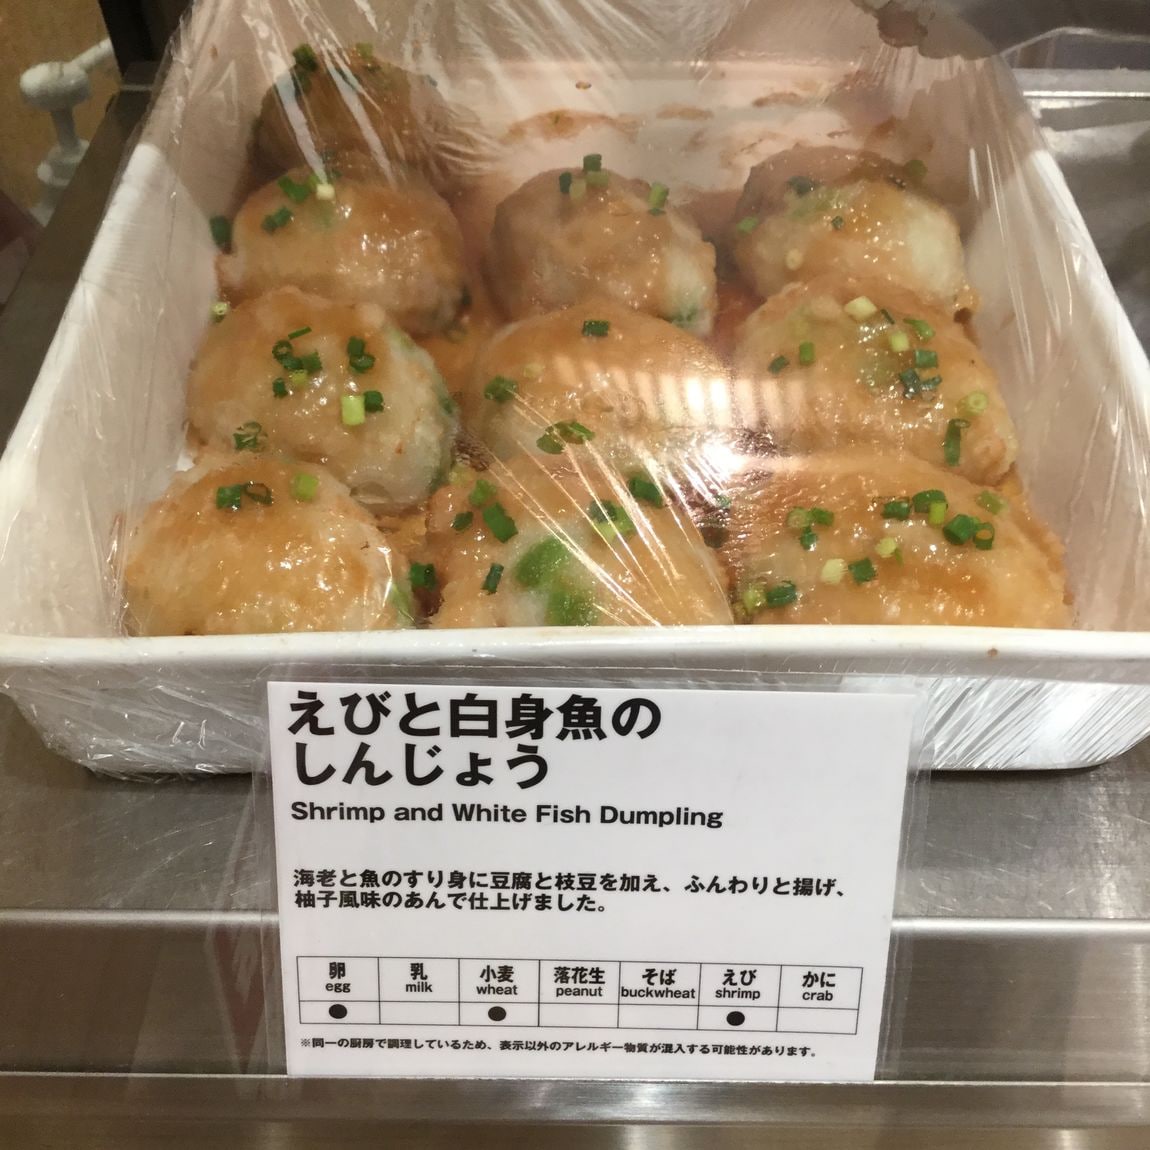 えびと白身魚の
しんじょう
Shrimp and White Fish Dumpling
海老と魚のすり身に豆腐と枝豆を加え、ふんわりと揚げ、
柚子風味のあんで仕上げました。
卵 乳 小麦 落花生 そば えび かに
egg milk wheat peanut buckwheat shrimp crab
● ● ●
※同一の厨房で調理しているため、表示以外のアレルギー物質が混入する可能性があります。